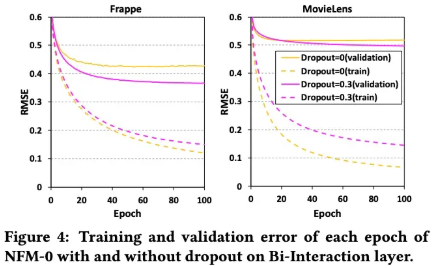 Frappe
MovieLens
0.6
0.5
0.4
0.3
0.2
0.1
0
RMSE
0 20 40 60 80 100
Epoch
0.6
0.5
0.4
0.3
0.2
0.1
0
RMSE
Dropout=0(validation)
Dropout=0(train)
Dropout=0.3(validation)
Dropout=0.3(train)
0 20 40 60 80 100
Epoch
Figure 4: Training and validation error of each epoch of
NFM-0 with and without dropout on Bi-Interaction layer.